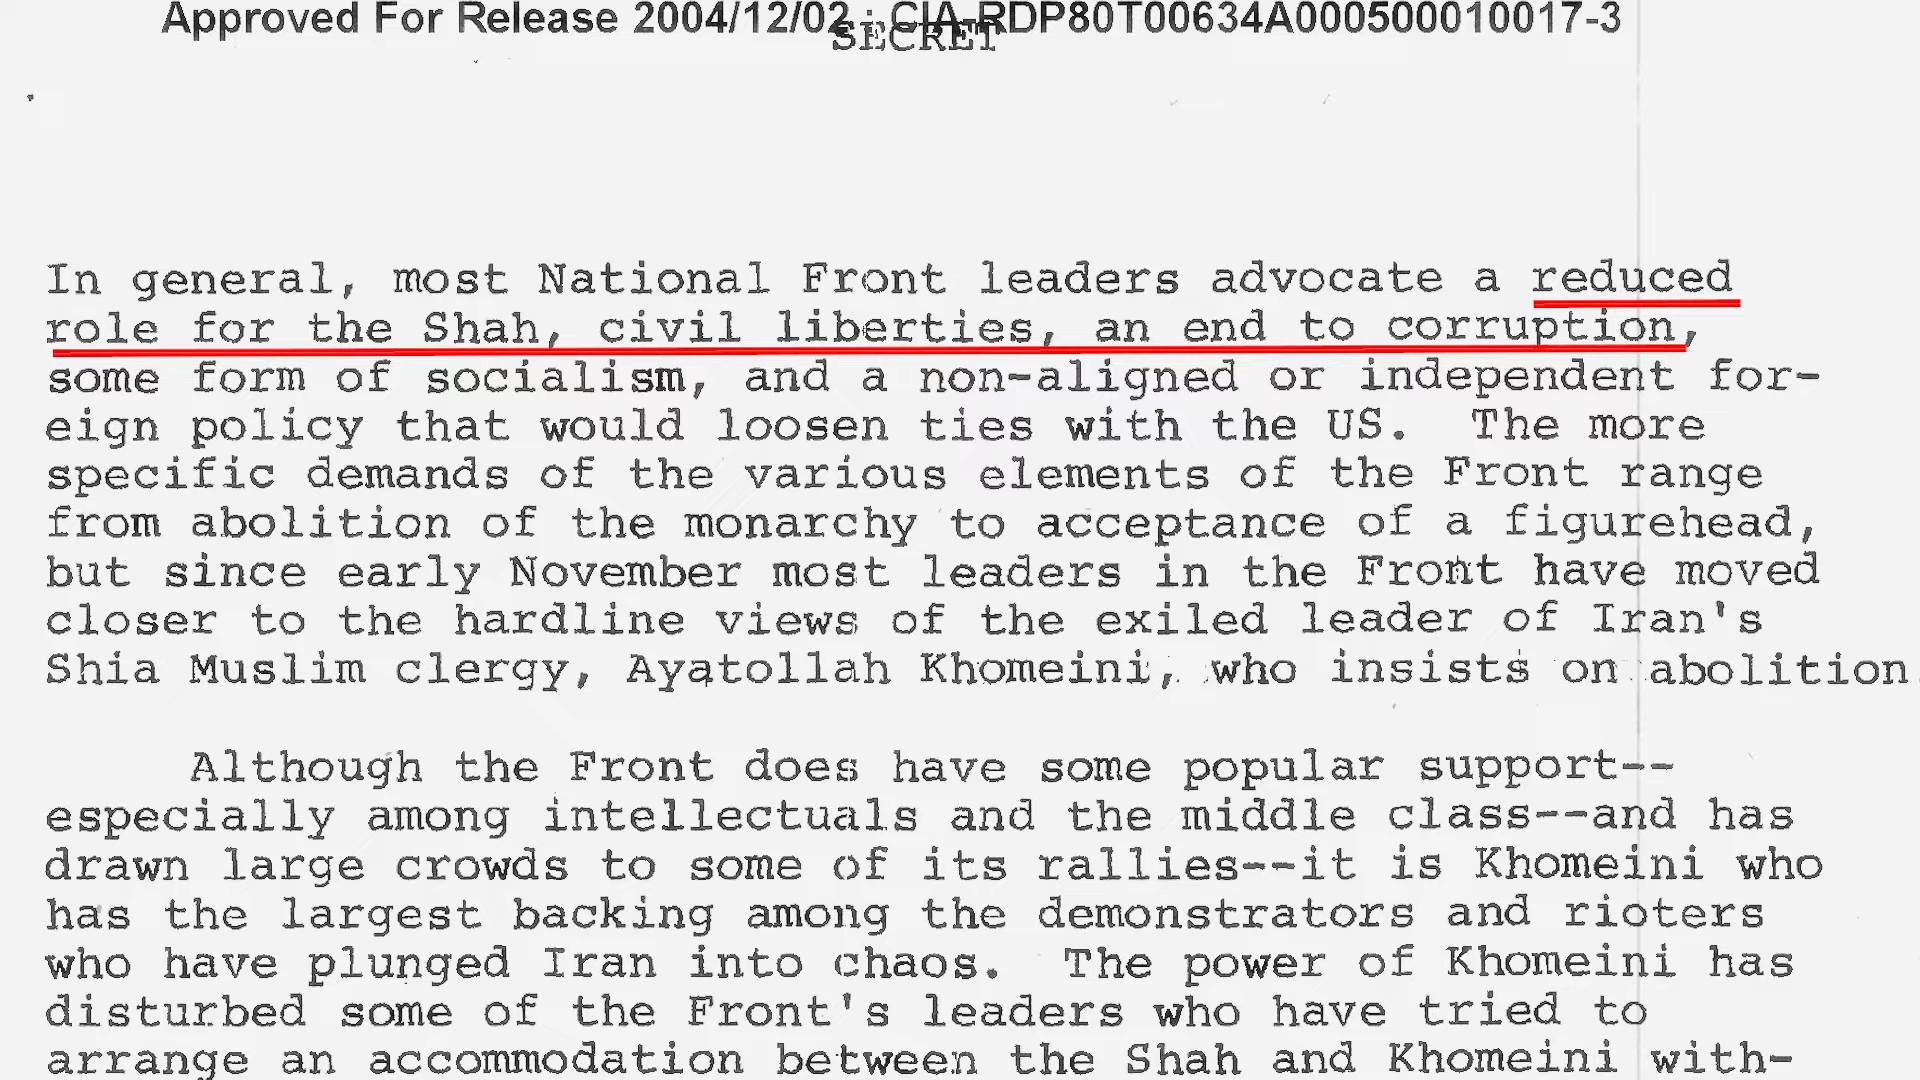 Approved For Release 2004/12/02 : CIA-RDP80T00634A000500010017-3
SECRET
In general, most National Front leaders advocate a reduced
role for the Shah, civil liberties, an end to corruption,
some form of socialism, and a non-aligned or independent for-
eign policy that would loosen ties with the US. The more
specific demands of the various elements of the Front range
from abolition of the monarchy to acceptance of a figurehead,
but since early November most leaders in the Front have moved
closer to the hardline views of the exiled leader of Iran's
Shia Muslim clergy, Ayatollah Khomeini, who insists on abolition.
Although the Front does have some popular support--
especially among intellectuals and the middle class--and has
drawn large crowds to some of its rallies--it is Khomeini who
has the largest backing among the demonstrators and rioters
who have plunged Iran into chaos. The power of Khomeini has
disturbed some of the Front's leaders who have tried to
arrange an accommodation between the Shah and Khomeini with-